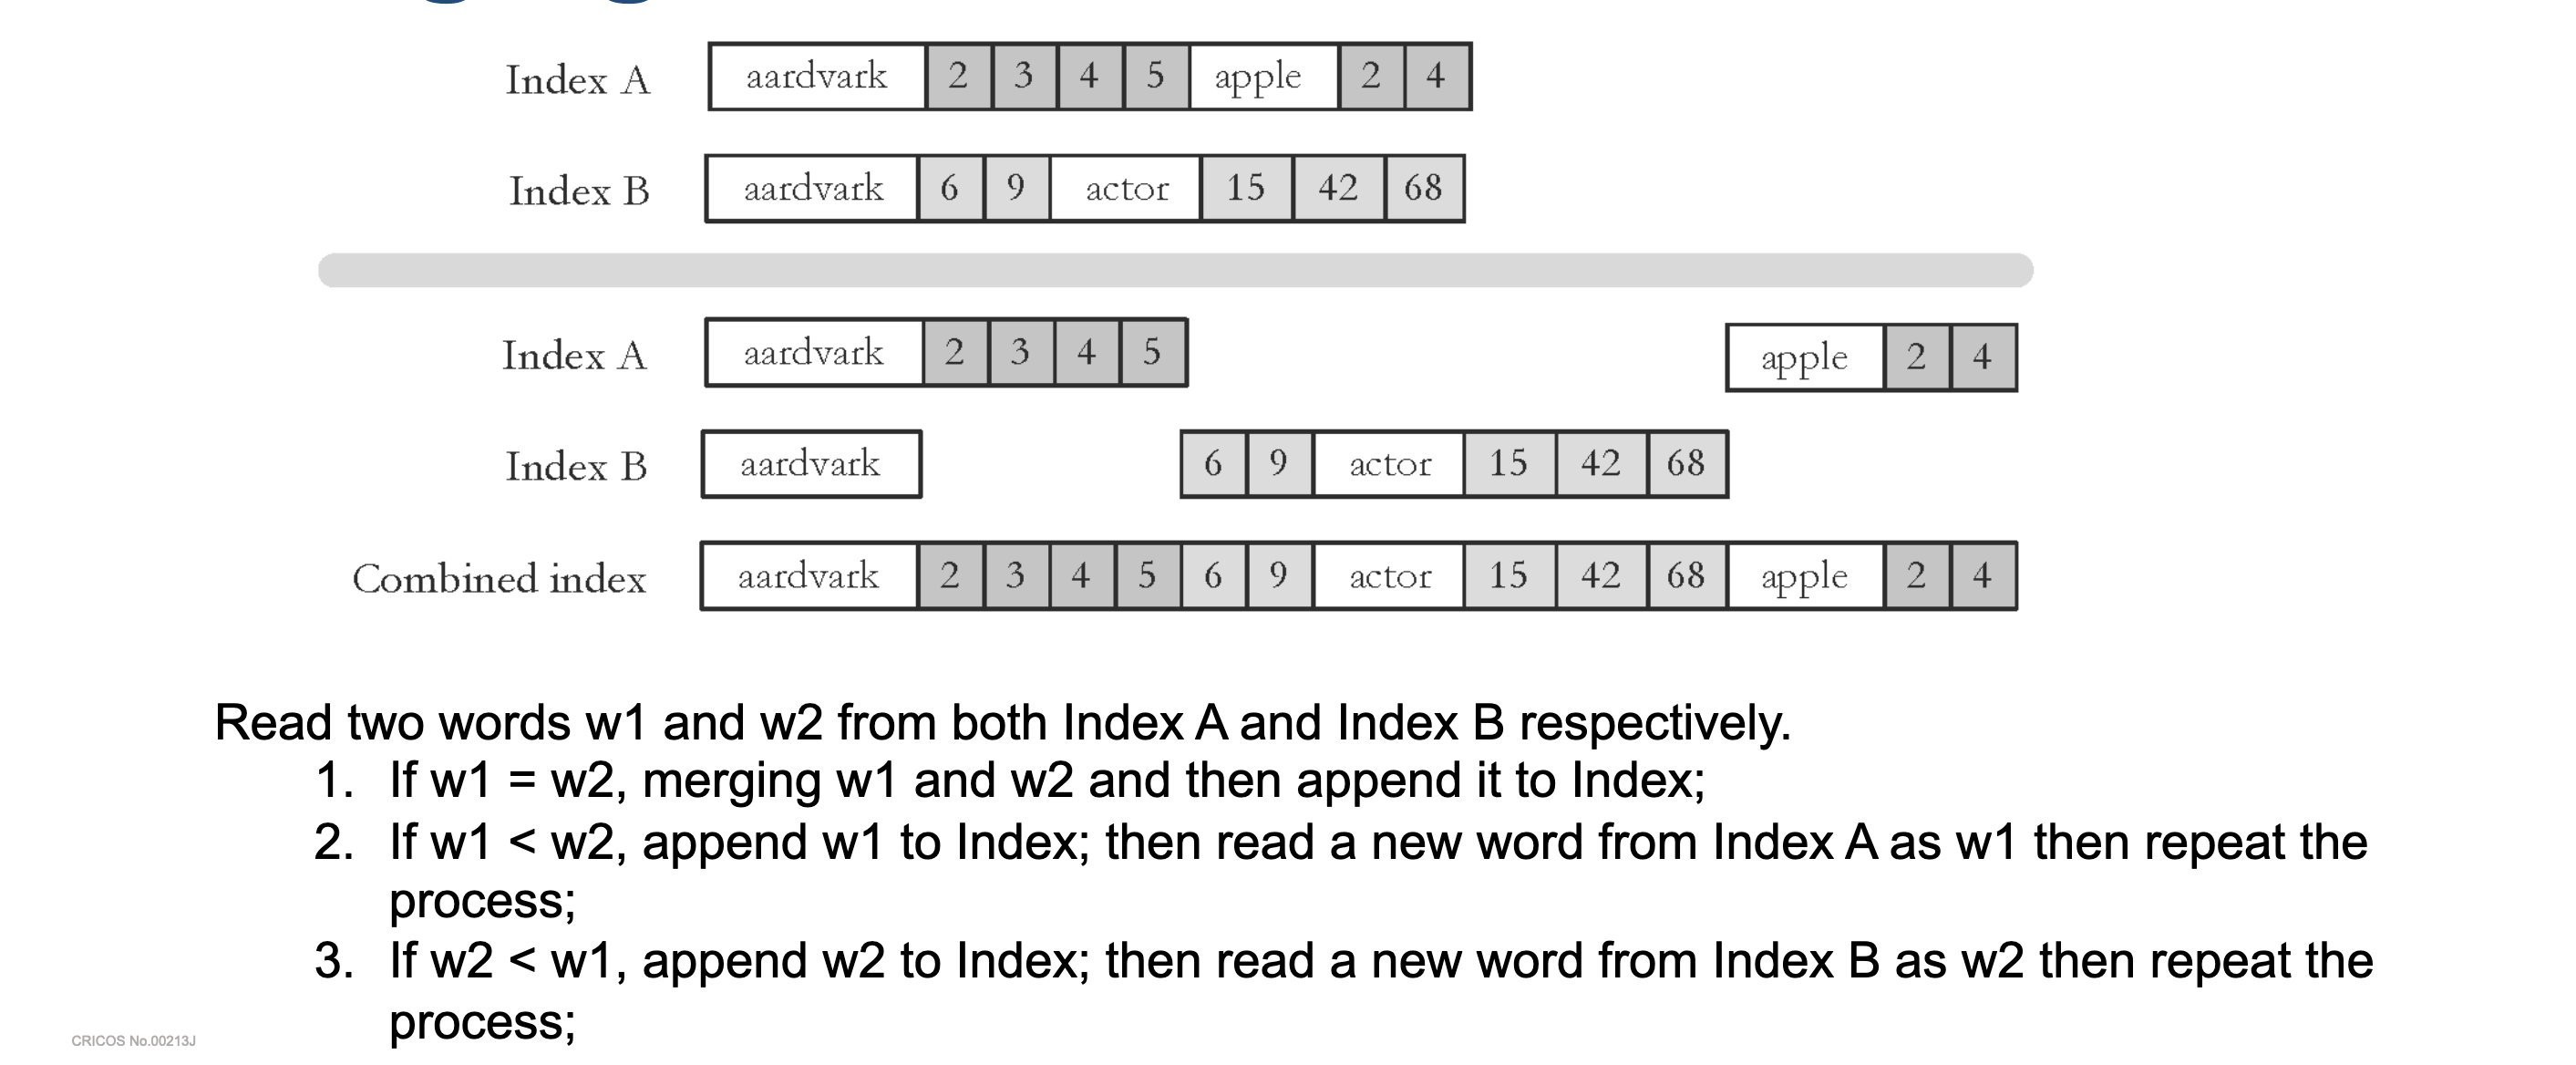 Index A aardvark 2 3 4 5 apple 2 4
Index B aardvark 6 9 actor 15 42 68
Index A aardvark 2 3 4 5 apple 2 4
Index B aardvark 6 9 actor 15 42 68
Combined index aardvark 2 3 4 5 6 9 actor 15 42 68 apple 2 4
Read two words w1 and w2 from both Index A and Index B respectively.
1. If w1 = w2, merging w1 and w2 and then append it to Index;
2. If w1 < w2, append w1 to Index; then read a new word from Index A as w1 then repeat the
process;
3. If w2 < w1, append w2 to Index; then read a new word from Index B as w2 then repeat the
process;
CRICOS No.00213J